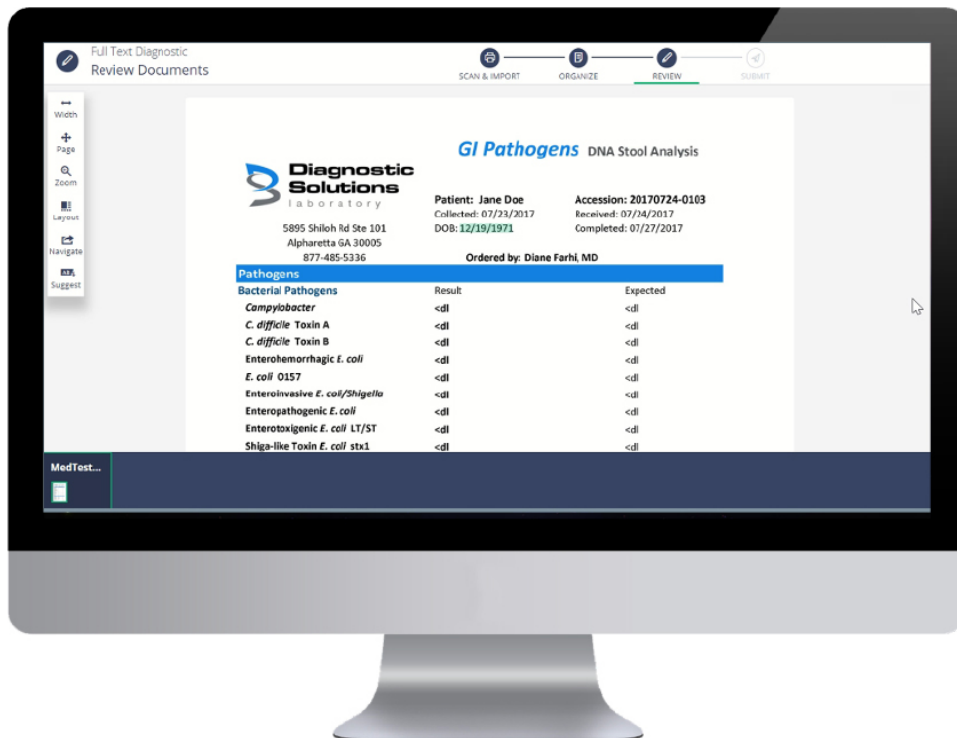 Full Text Diagnostic
Review Documents
SCAN & IMPORT
ORGANIZE
REVIEW
SUBMIT
Width
Page
Zoom
Layout
Navigate
Suggest
GI Pathogens DNA Stool Analysis
Diagnostic
Solutions
laboratory
5895 Shiloh Rd Ste 101
Alpharetta GA 30005
877-485-5336
Patient: Jane Doe
Collected: 07/23/2017
DOB: 12/19/1971
Accession: 20170724-0103
Received: 07/24/2017
Completed: 07/27/2017
Ordered by: Diane Farhi, MD
Pathogens
Bacterial Pathogens Result Expected
Campylobacter <dl <dl
C. difficile Toxin A <dl <dl
C. difficile Toxin B <dl <dl
Enterohemorrhagic E. coli <dl <dl
E. coli 0157 <dl <dl
Enteroinvasive E. coli/Shigella <dl <dl
Enteropathogenic E. coli <dl <dl
Enterotoxigenic E. coli LT/ST <dl <dl
Shiga-like Toxin E. coli stx1 <dl <dl
MedTest...